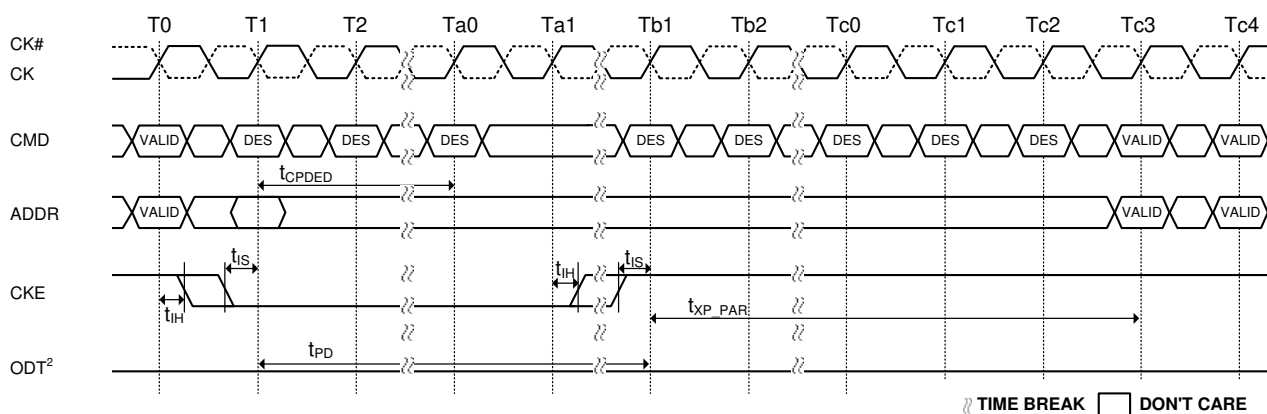 T0 T1 T2 Ta0 Ta1 Tb1 Tb2 Tc0 Tc1 Tc2 Tc3 Tc4
CK#
CK
CMD VALID DES DES DES DES DES DES DES DES VALID VALID
tCPDED
ADDR VALID VALID VALID
tIS tIH tIS
CKE
tIH tXP_PAR
tPD
ODT2
TIME BREAK DON'T CARE